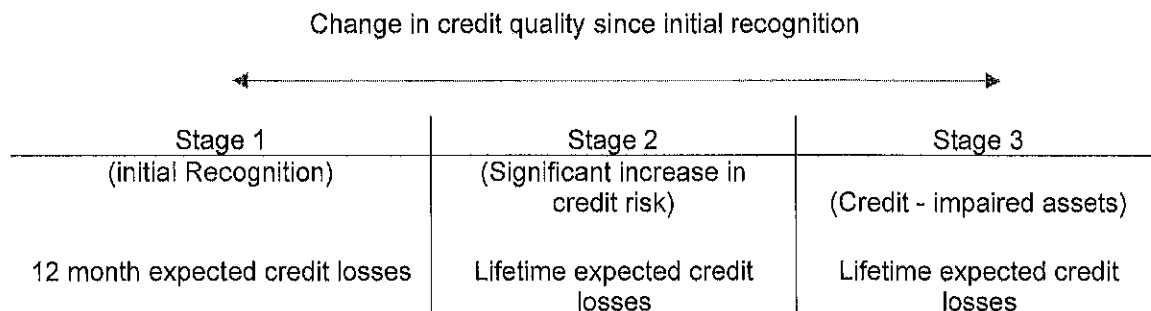 Change in credit quality since initial recognition
Stage 1
(initial Recognition)
12 month expected credit losses
Stage 2
(Significant increase in
credit risk)
Lifetime expected credit
losses
Stage 3
(Credit - impaired assets)
Lifetime expected credit
losses